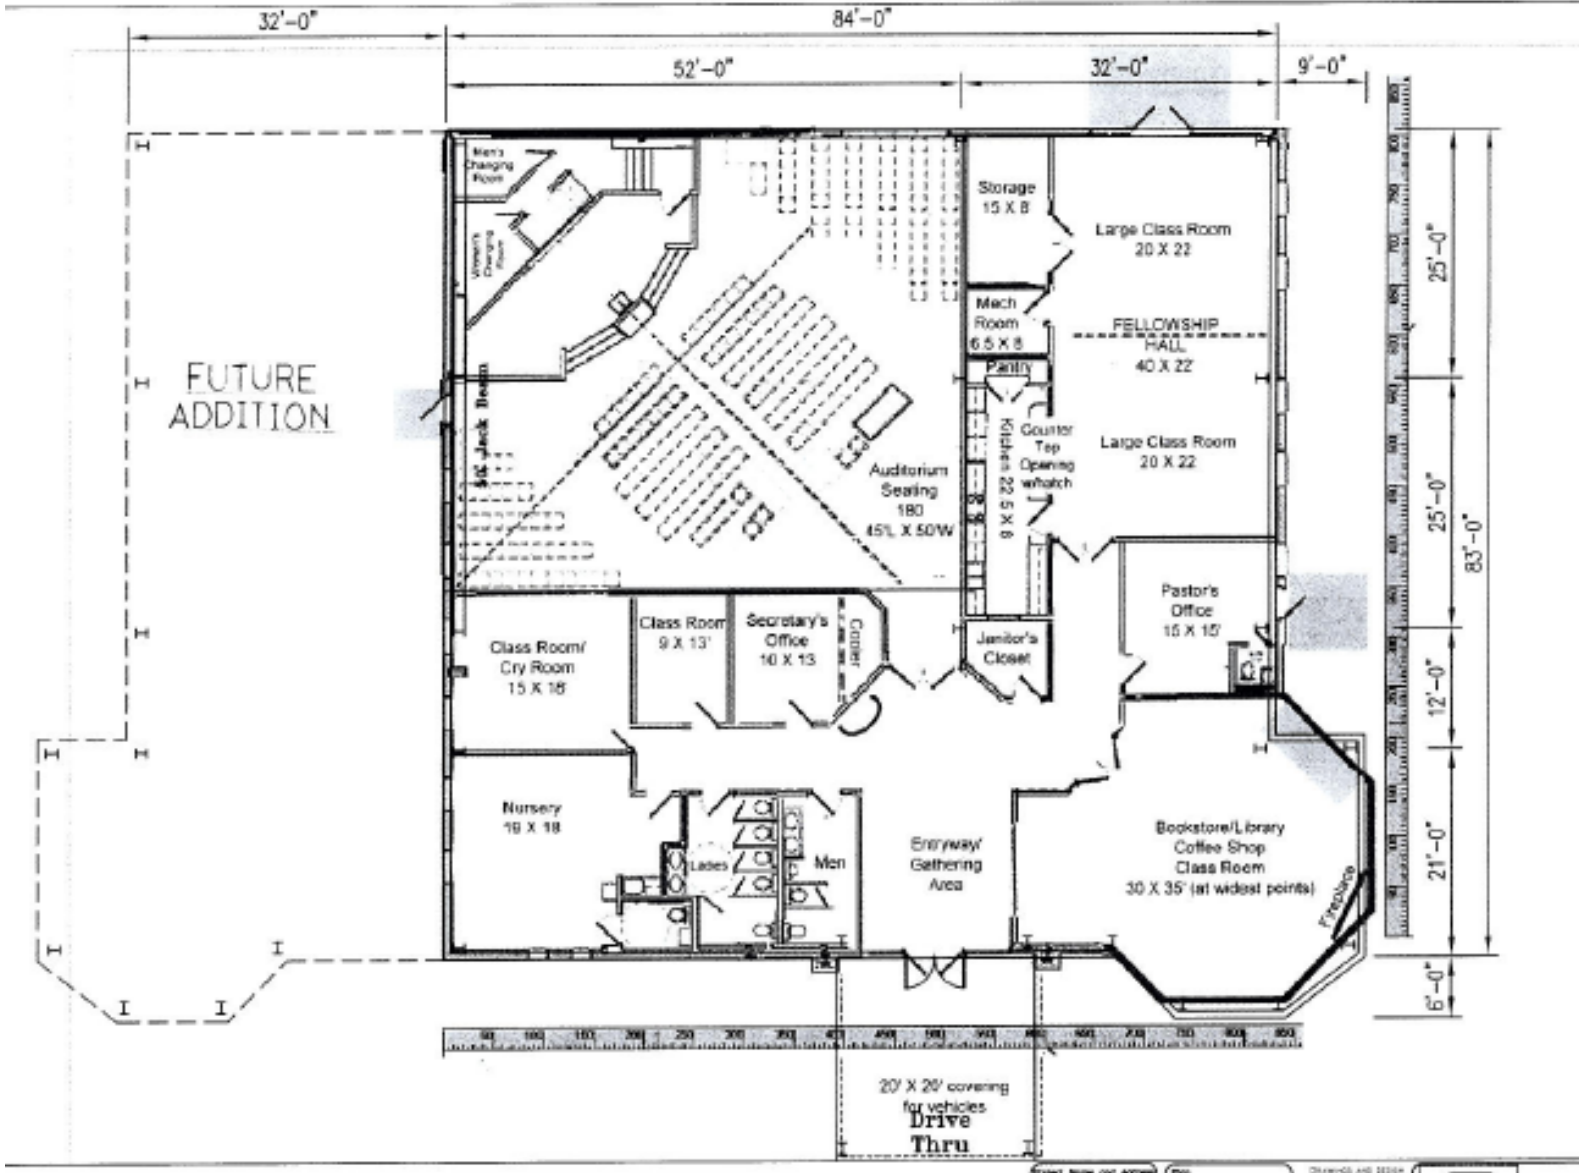 32'-0"
84'-0"
52'-0"
32'-0"
9'-0"
Men's
Changing
Room
Women's
Changing
Room
Storage
15 X 8'
Large Class Room
20 X 22
25'-0"
Mech
Room
6.5 X 8
FELLOWSHIP
HALL
40 X 22'
Pantry
FUTURE
ADDITION
50' Jack Beam
Kitchen 22.5 X 8
Counter
Top
Opening
w/hatch
Large Class Room
20 X 22
Auditorium
Seating
180
45'L X 50'W
25'-0"
83'-0"
Class Room/
Cry Room
15 X 18'
Class Room
9 X 13'
Secretary's
Office
10 X 13
Copier
Janitor's
Closet
Pastor's
Office
15 X 15'
12'-0"
Nursery
19 X 18
Ladies
Men
Entryway/
Gathering
Area
Bookstore/Library
Coffee Shop
Class Room
30 X 35' (at widest points)
Fireplace
21'-0"
6'-0"
20' X 20' covering
for vehicles
Drive
Thru